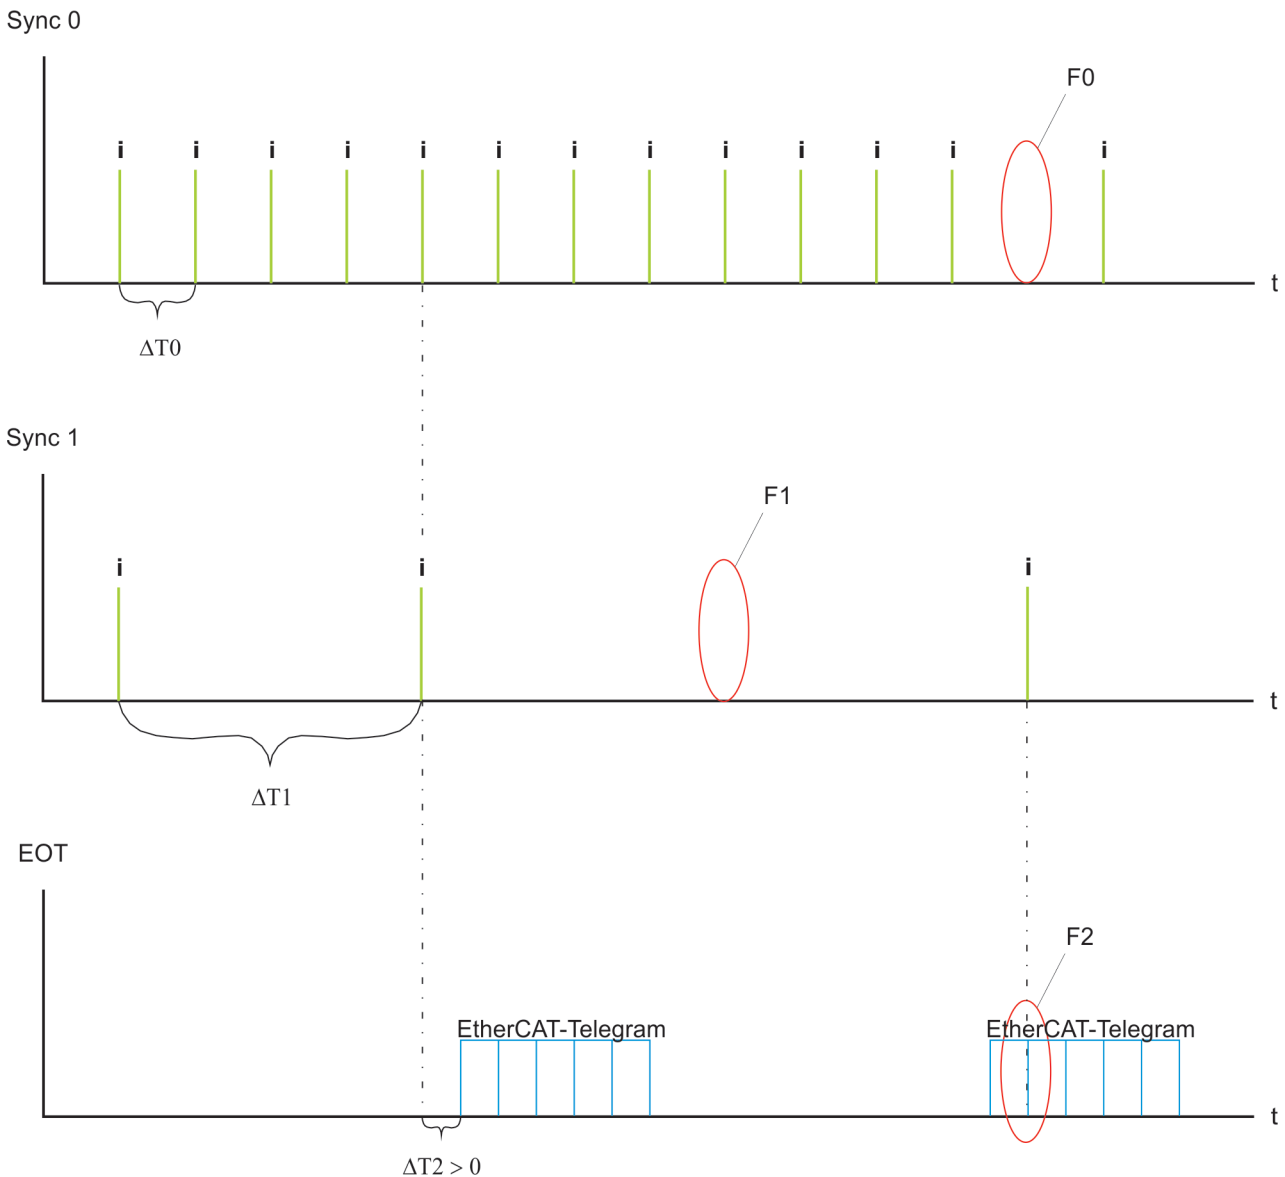 Sync 0
F0
i i i i i i i i i i i i i
t
ΔT0
Sync 1
F1
i i i
t
ΔT1
EOT
F2
EtherCAT-Telegram EtherCAT-Telegram
t
ΔT2 > 0